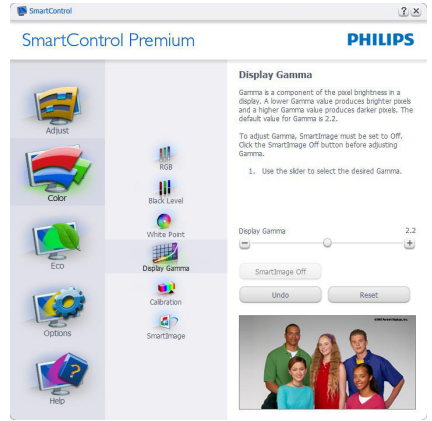 SmartControl
SmartControl Premium
PHILIPS
Adjust
Color
Eco
Options
Help
RGB
Black Level
White Point
Display Gamma
Calibration
SmartImage
Display Gamma
Gamma is a component of the pixel brightness in a
display. A lower Gamma value produces brighter pixels
and a higher Gamma value produces darker pixels. The
default value for Gamma is 2.2.
To adjust Gamma, SmartImage must be set to Off.
Click the SmartImage Off button before adjusting
Gamma.
1. Use the slider to select the desired Gamma.
Display Gamma 2.2
SmartImage Off
Undo Reset